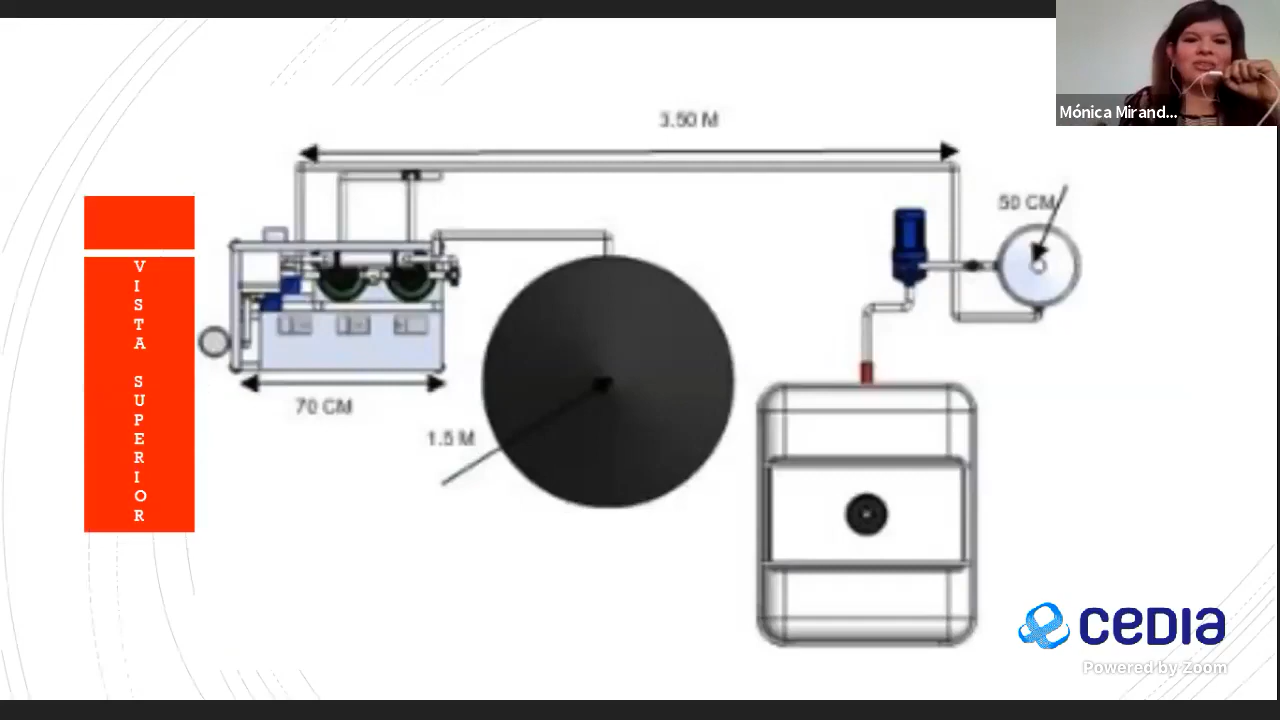 Mónica Mirand...
3.50 M
50 CM
VISTA SUPERIOR
70 CM
1.5 M
CEDIA
Powered by Zoom